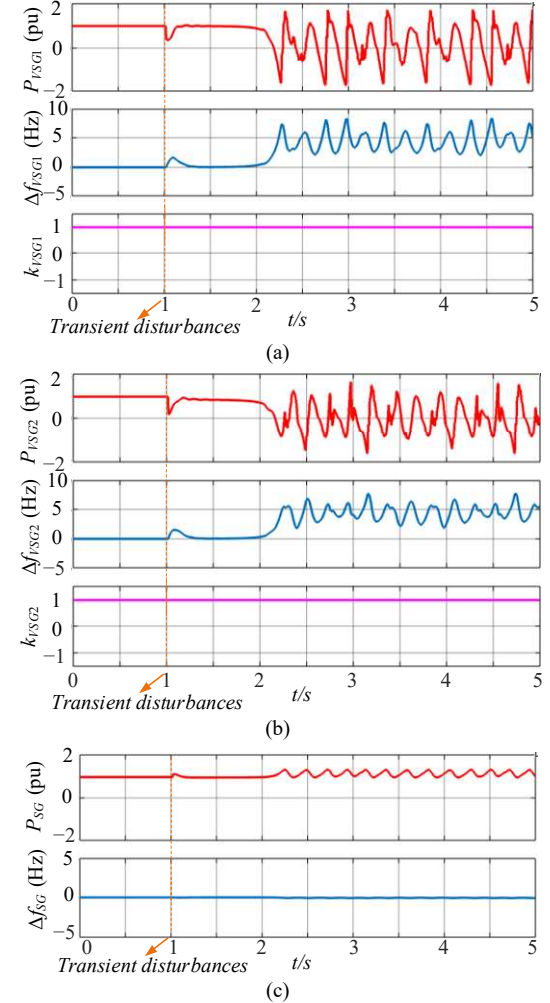 P_VSG1 (pu)
2
0
−2
Δf_VSG1 (Hz)
10
5
0
−5
k_VSG1
1
0
−1
0 1 2 3 4 5
Transient disturbances t/s
(a)
P_VSG2 (pu)
2
0
−2
Δf_VSG2 (Hz)
10
5
0
−5
k_VSG2
1
0
−1
0 1 2 3 4 5
Transient disturbances t/s
(b)
P_SG (pu)
2
0
−2
Δf_SG (Hz)
5
0
−5
0 1 2 3 4 5
Transient disturbances t/s
(c)